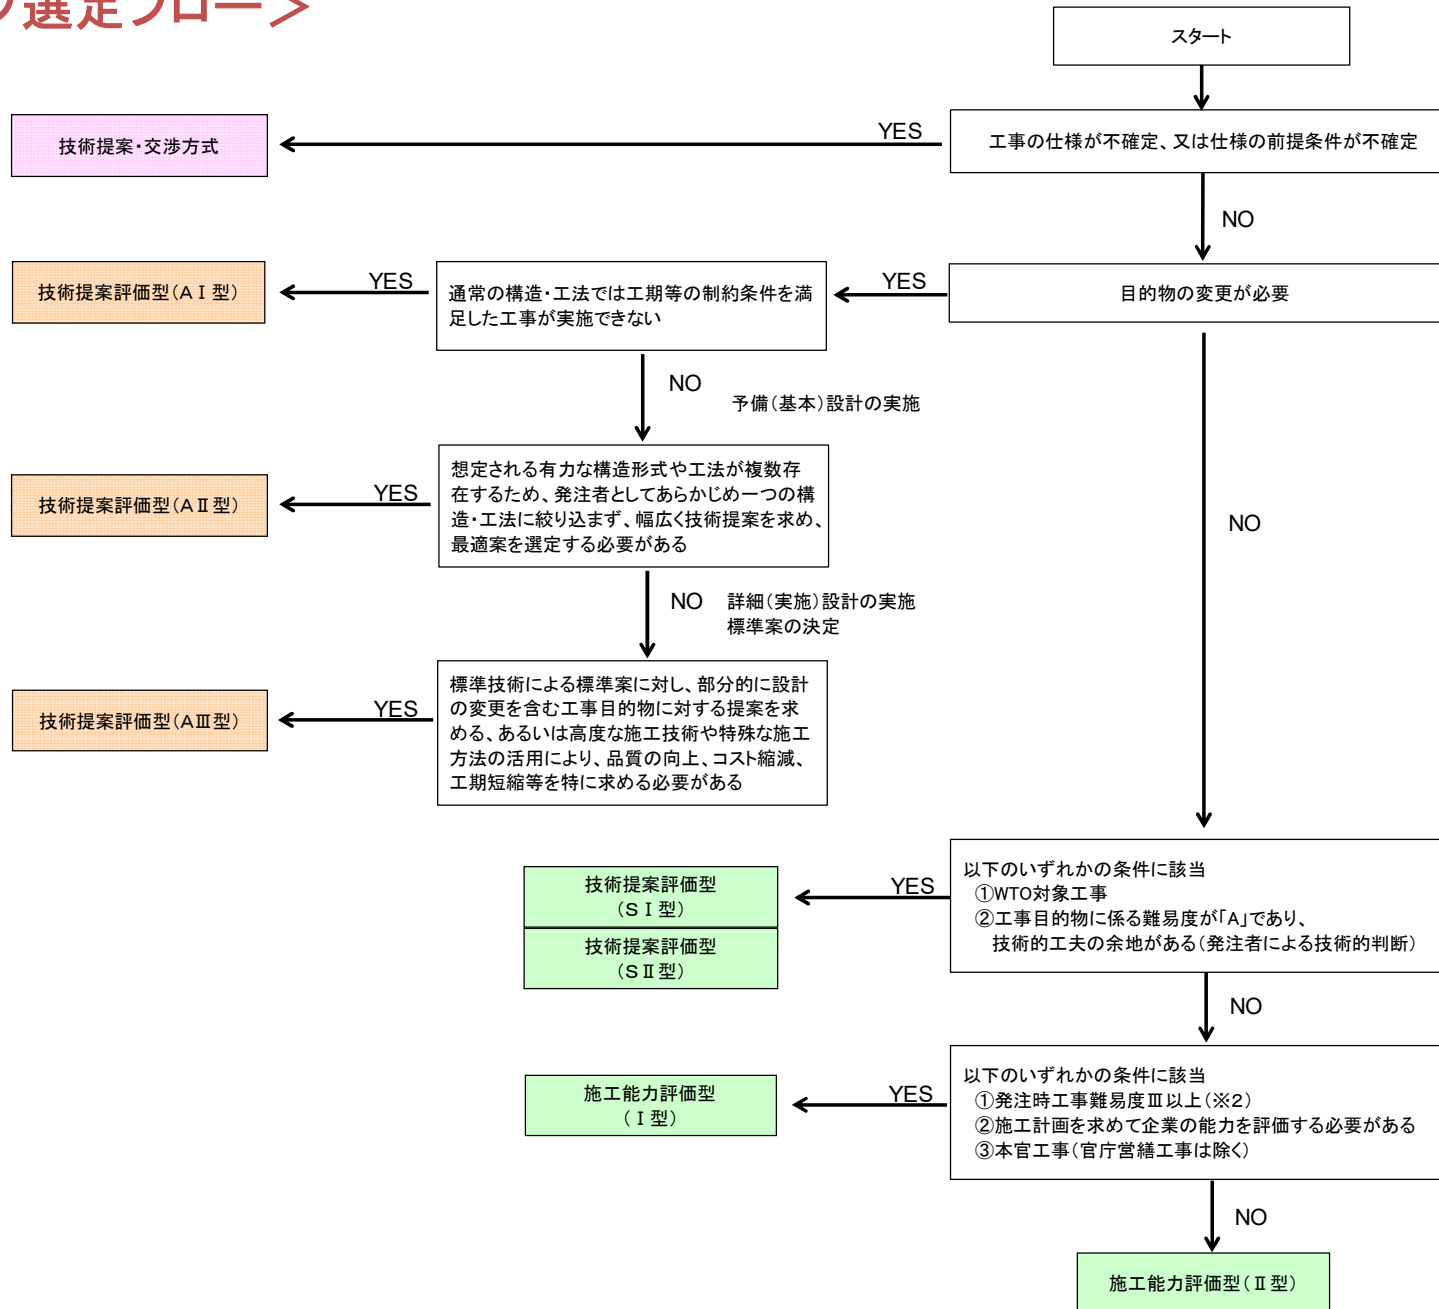 選定フロー＞
スタート
工事の仕様が不確定、又は仕様の前提条件が不確定
YES
技術提案・交渉方式
NO
目的物の変更が必要
YES
通常の構造・工法では工期等の制約条件を満
足した工事が実施できない
YES
技術提案評価型（AⅠ型）
NO
予備（基本）設計の実施
想定される有力な構造形式や工法が複数存
在するため、発注者としてあらかじめ一つの構
造・工法に絞り込まず、幅広く技術提案を求め、
最適案を選定する必要がある
YES
技術提案評価型（AⅡ型）
NO
NO
詳細（実施）設計の実施
標準案の決定
標準技術による標準案に対し、部分的に設計
の変更を含む工事目的物に対する提案を求
める、あるいは高度な施工技術や特殊な施工
方法の活用により、品質の向上、コスト縮減、
工期短縮等を特に求める必要がある
YES
技術提案評価型（AⅢ型）
以下のいずれかの条件に該当
①WTO対象工事
②工事目的物に係る難易度が「A」であり、
技術的工夫の余地がある（発注者による技術的判断）
YES
技術提案評価型
（ＳⅠ型）
技術提案評価型
（ＳⅡ型）
NO
以下のいずれかの条件に該当
①発注時工事難易度Ⅲ以上（※2）
②施工計画を求めて企業の能力を評価する必要がある
③本官工事（官庁営繕工事は除く）
YES
施工能力評価型
（Ⅰ型）
NO
施工能力評価型（Ⅱ型）